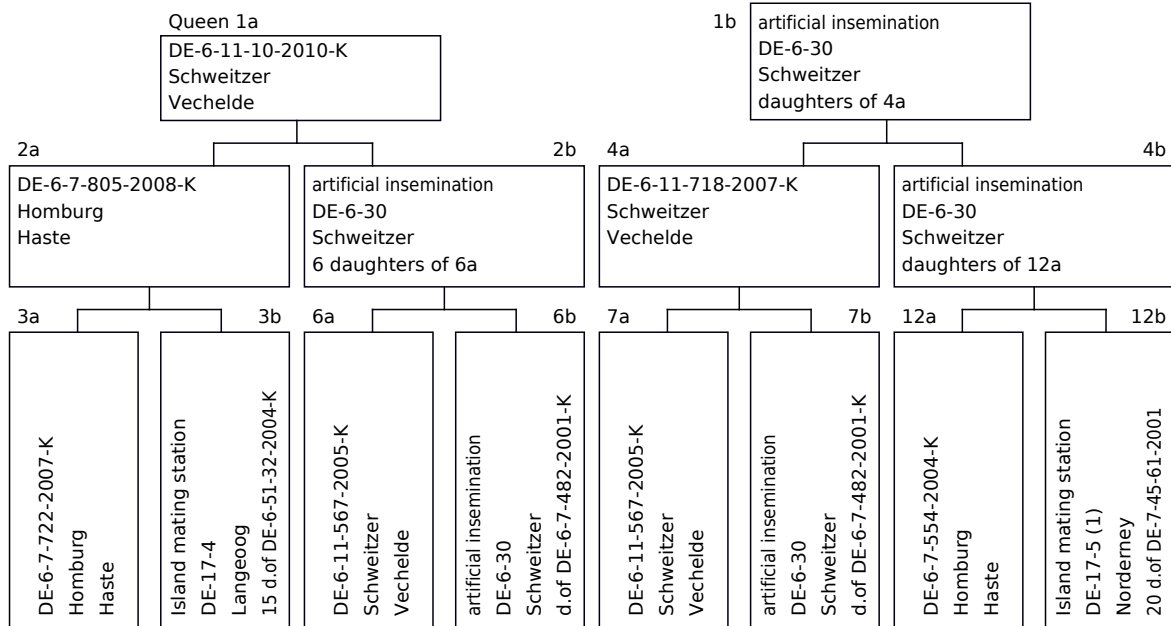 Queen 1a
DE-6-11-10-2010-K
Schweitzer
Vechelde
1b
artificial insemination
DE-6-30
Schweitzer
daughters of 4a
2a
DE-6-7-805-2008-K
Homburg
Haste
2b
artificial insemination
DE-6-30
Schweitzer
6 daughters of 6a
4a
DE-6-11-718-2007-K
Schweitzer
Vechelde
4b
artificial insemination
DE-6-30
Schweitzer
daughters of 12a
3a
DE-6-7-722-2007-K
Homburg
Haste
3b
Island mating station
DE-17-4
Langeoog
15 d.of DE-6-51-32-2004-K
6a
DE-6-11-567-2005-K
Schweitzer
Vechelde
6b
artificial insemination
DE-6-30
Schweitzer
d.of DE-6-7-482-2001-K
7a
DE-6-11-567-2005-K
Schweitzer
Vechelde
7b
artificial insemination
DE-6-30
Schweitzer
d.of DE-6-7-482-2001-K
12a
DE-6-7-554-2004-K
Homburg
Haste
12b
Island mating station
DE-17-5 (1)
Norderney
20 d.of DE-7-45-61-2001